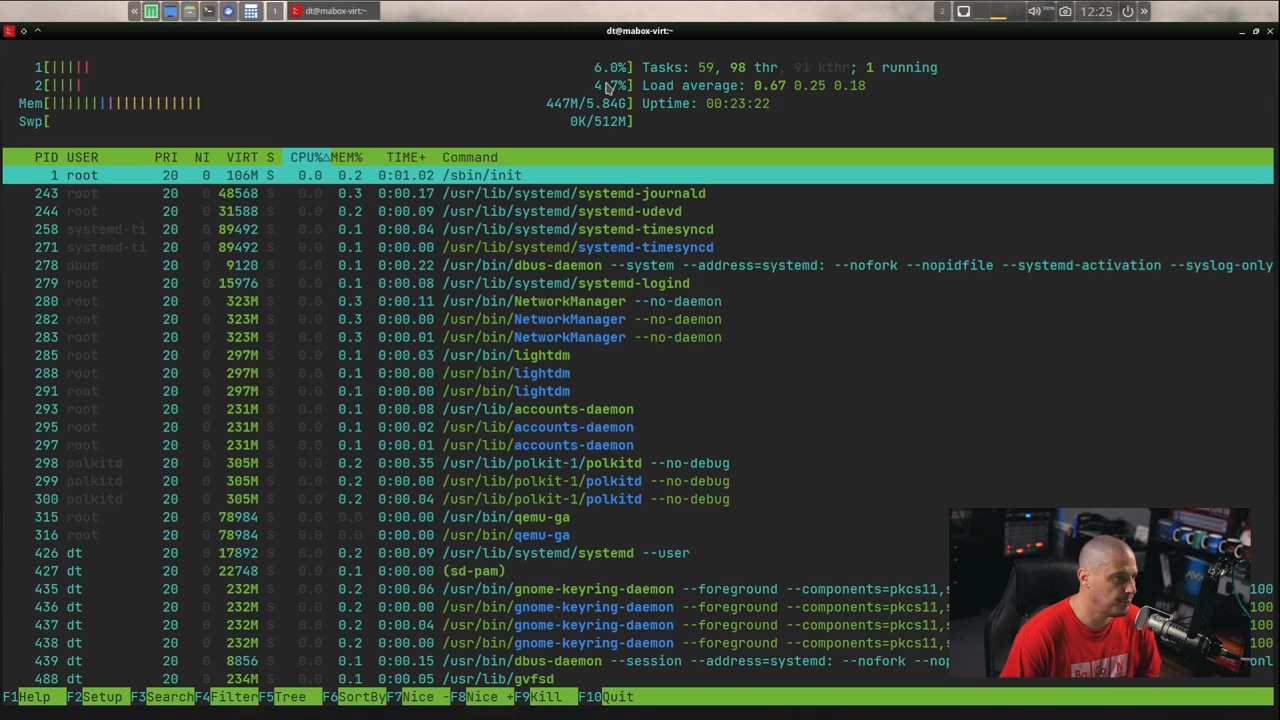 « 1 dt@mabox-virt:~ 2 12:25 »
dt@mabox-virt:~
1[|||||| 6.0%] Tasks: 59, 98 thr, 91 kthr; 1 running
2[||||| 4.7%] Load average: 0.67 0.25 0.18
Mem[||||||||||||||||||| 447M/5.84G] Uptime: 00:23:22
Swp[ 0K/512M]
PID USER PRI NI VIRT S CPU%△MEM% TIME+ Command
1 root 20 0 106M S 0.0 0.2 0:01.02 /sbin/init
243 root 20 0 48568 S 0.0 0.3 0:00.17 /usr/lib/systemd/systemd-journald
244 root 20 0 31588 S 0.0 0.2 0:00.09 /usr/lib/systemd/systemd-udevd
258 systemd-ti 20 0 89492 S 0.0 0.1 0:00.04 /usr/lib/systemd/systemd-timesyncd
271 systemd-ti 20 0 89492 S 0.0 0.1 0:00.00 /usr/lib/systemd/systemd-timesyncd
278 dbus 20 0 9120 S 0.0 0.1 0:00.22 /usr/bin/dbus-daemon --system --address=systemd: --nofork --nopidfile --systemd-activation --syslog-only
279 root 20 0 15976 S 0.0 0.1 0:00.08 /usr/lib/systemd/systemd-logind
280 root 20 0 323M S 0.0 0.3 0:00.11 /usr/bin/NetworkManager --no-daemon
282 root 20 0 323M S 0.0 0.3 0:00.00 /usr/bin/NetworkManager --no-daemon
283 root 20 0 323M S 0.0 0.3 0:00.01 /usr/bin/NetworkManager --no-daemon
285 root 20 0 297M S 0.0 0.1 0:00.03 /usr/bin/lightdm
288 root 20 0 297M S 0.0 0.1 0:00.00 /usr/bin/lightdm
291 root 20 0 297M S 0.0 0.1 0:00.00 /usr/bin/lightdm
293 root 20 0 231M S 0.0 0.1 0:00.08 /usr/lib/accounts-daemon
295 root 20 0 231M S 0.0 0.1 0:00.02 /usr/lib/accounts-daemon
297 root 20 0 231M S 0.0 0.1 0:00.01 /usr/lib/accounts-daemon
298 polkitd 20 0 305M S 0.0 0.2 0:00.35 /usr/lib/polkit-1/polkitd --no-debug
299 polkitd 20 0 305M S 0.0 0.2 0:00.00 /usr/lib/polkit-1/polkitd --no-debug
300 polkitd 20 0 305M S 0.0 0.2 0:00.04 /usr/lib/polkit-1/polkitd --no-debug
315 root 20 0 78984 S 0.0 0.0 0:00.00 /usr/bin/qemu-ga
316 root 20 0 78984 S 0.0 0.0 0:00.00 /usr/bin/qemu-ga
426 dt 20 0 17892 S 0.0 0.2 0:00.09 /usr/lib/systemd/systemd --user
427 dt 20 0 22748 S 0.0 0.1 0:00.00 (sd-pam)
435 dt 20 0 232M S 0.0 0.2 0:00.06 /usr/bin/gnome-keyring-daemon --foreground --components=pkcs11,s 100
436 dt 20 0 232M S 0.0 0.2 0:00.00 /usr/bin/gnome-keyring-daemon --foreground --components=pkcs11,s 100
437 dt 20 0 232M S 0.0 0.2 0:00.04 /usr/bin/gnome-keyring-daemon --foreground --components=pkcs11,s 100
438 dt 20 0 232M S 0.0 0.2 0:00.00 /usr/bin/gnome-keyring-daemon --foreground --components=pkcs11,s 100
439 dt 20 0 8856 S 0.0 0.1 0:00.15 /usr/bin/dbus-daemon --session --address=systemd: --nofork --nop onl
488 dt 20 0 234M S 0.0 0.1 0:00.05 /usr/lib/gvfsd
F1Help F2Setup F3SearchF4FilterF5Tree F6SortByF7Nice -F8Nice +F9Kill F10Quit